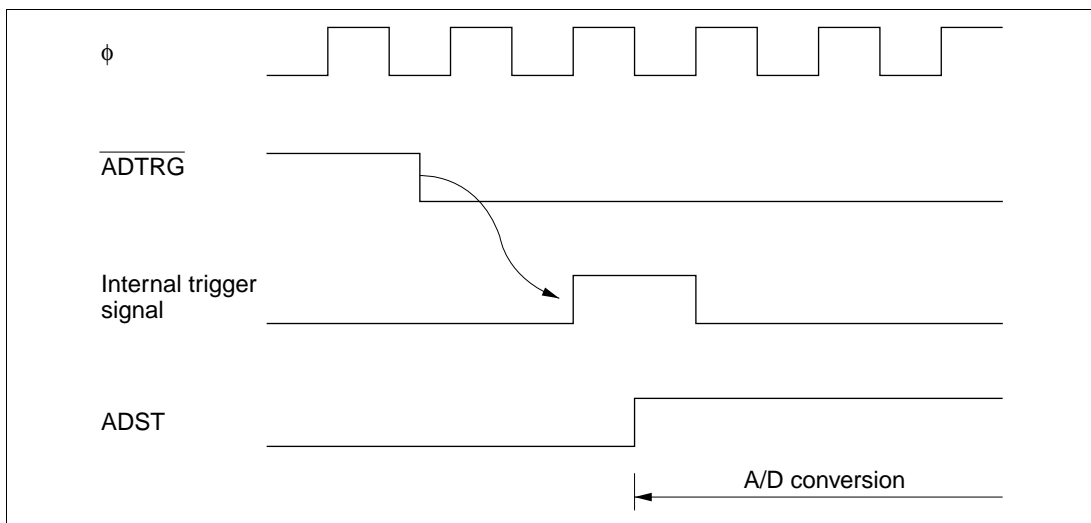 ϕ
ADTRG
Internal trigger
signal
ADST
A/D conversion